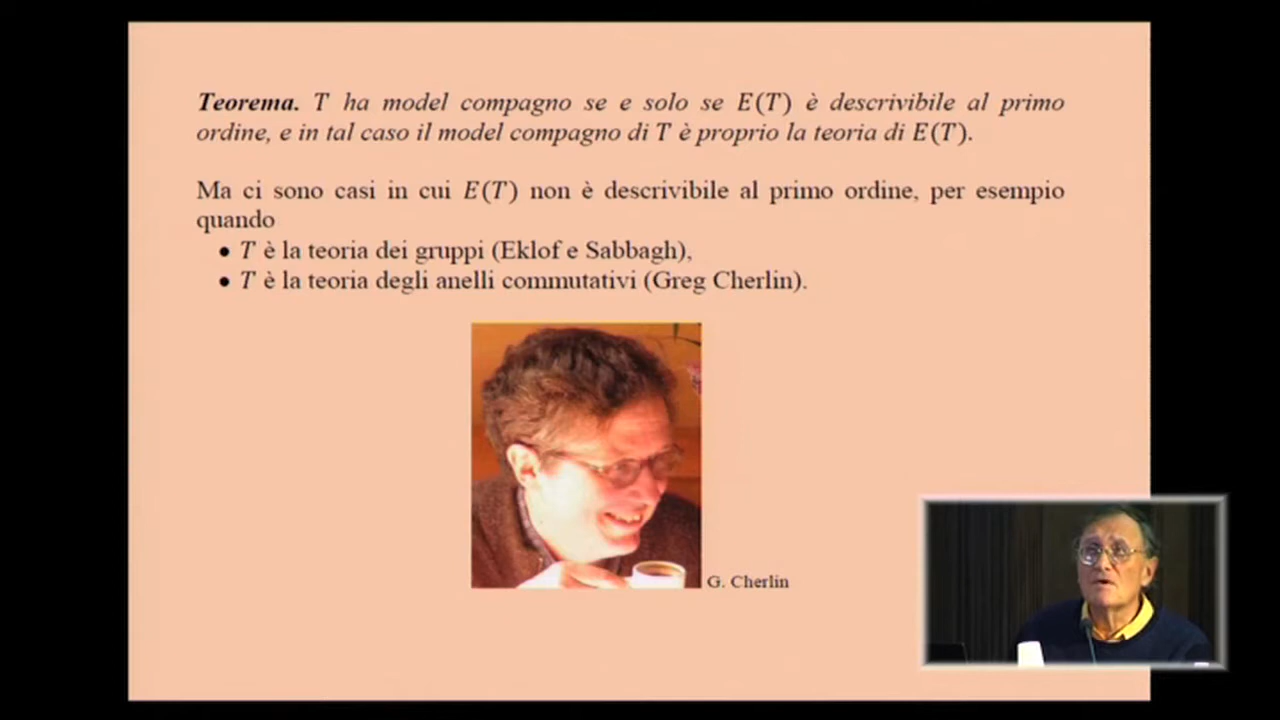 Teorema. T ha model compagno se e solo se E(T) è descrivibile al primo
ordine, e in tal caso il model compagno di T è proprio la teoria di E(T).
Ma ci sono casi in cui E(T) non è descrivibile al primo ordine, per esempio
quando
• T è la teoria dei gruppi (Eklof e Sabbagh),
• T è la teoria degli anelli commutativi (Greg Cherlin).
G. Cherlin